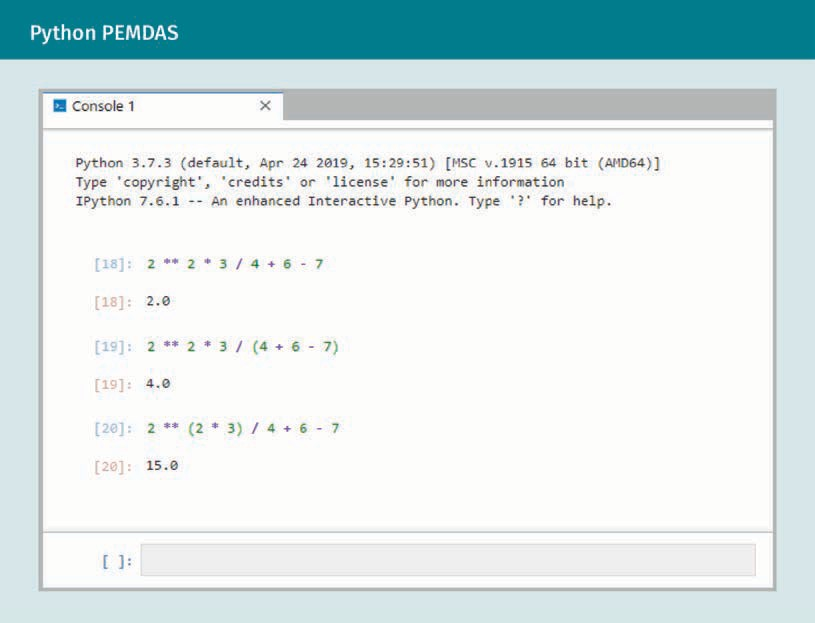 Python PEMDAS
Console 1
Python 3.7.3 (default, Apr 24 2019, 15:29:51) [MSC v.1915 64 bit (AMD64)]
Type 'copyright', 'credits' or 'license' for more information
IPython 7.6.1 -- An enhanced Interactive Python. Type '?' for help.
[18]: 2 ** 2 * 3 / 4 + 6 - 7
[18]: 2.0
[19]: 2 ** 2 * 3 / (4 + 6 - 7)
[19]: 4.0
[20]: 2 ** (2 * 3) / 4 + 6 - 7
[20]: 15.0
[ ]: